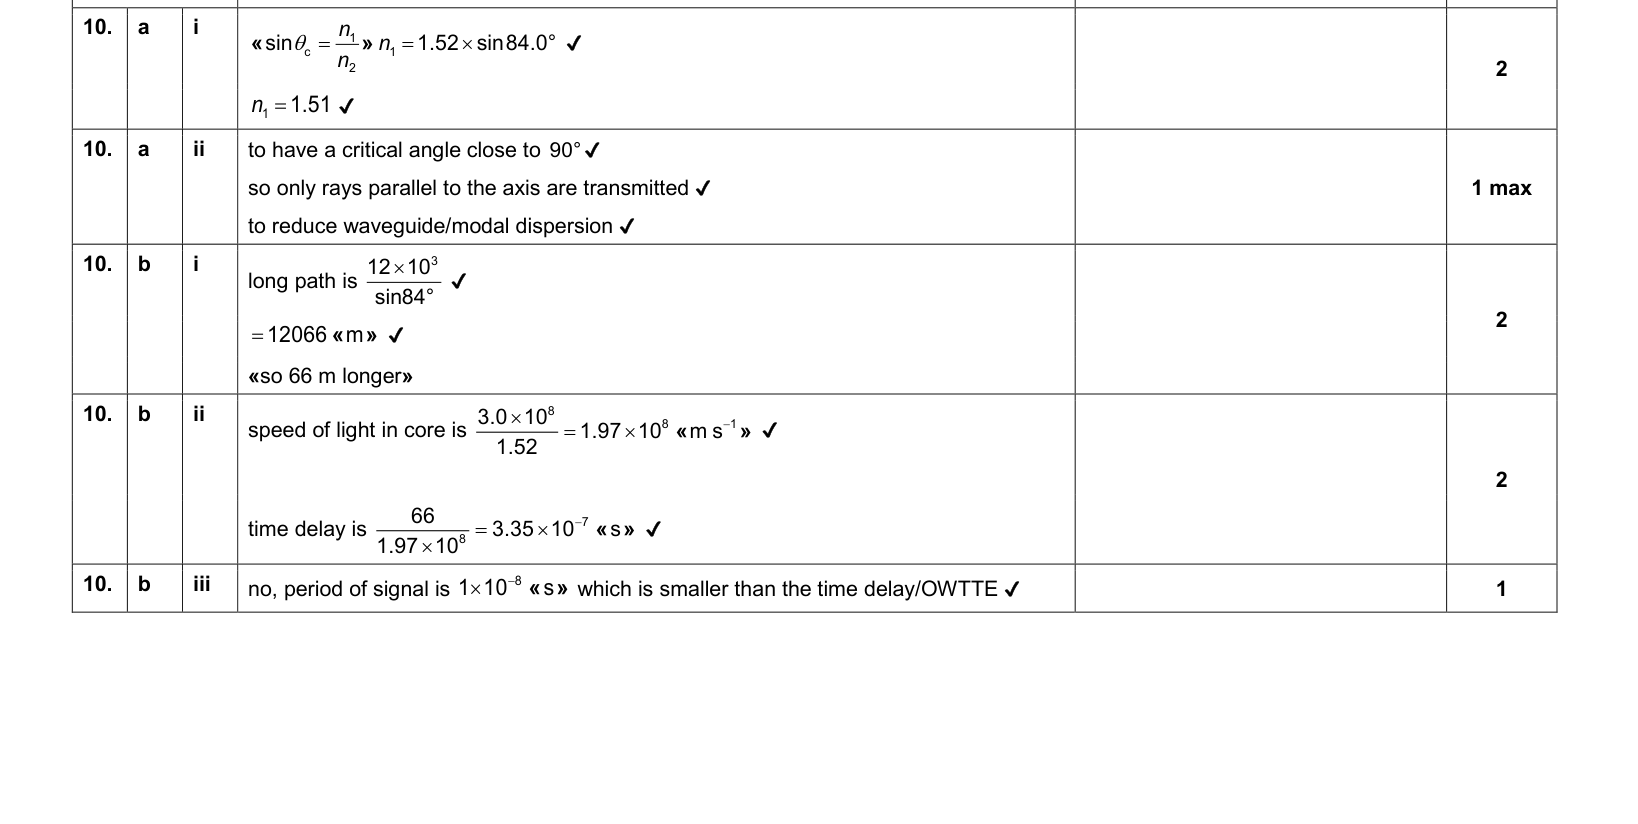 10. a i «sinθc = n1/n2» n1 = 1.52 × sin84.0° ✓
n1 = 1.51 ✓
2
10. a ii to have a critical angle close to 90° ✓
so only rays parallel to the axis are transmitted ✓
to reduce waveguide/modal dispersion ✓
1 max
10. b i long path is 12×10³/sin84° ✓
= 12066 «m» ✓
«so 66 m longer»
2
10. b ii speed of light in core is 3.0×10⁸/1.52 = 1.97×10⁸ «m s⁻¹» ✓
time delay is 66/1.97×10⁸ = 3.35×10⁻⁷ «s» ✓
2
10. b iii no, period of signal is 1×10⁻⁸ «s» which is smaller than the time delay/OWTTE ✓
1